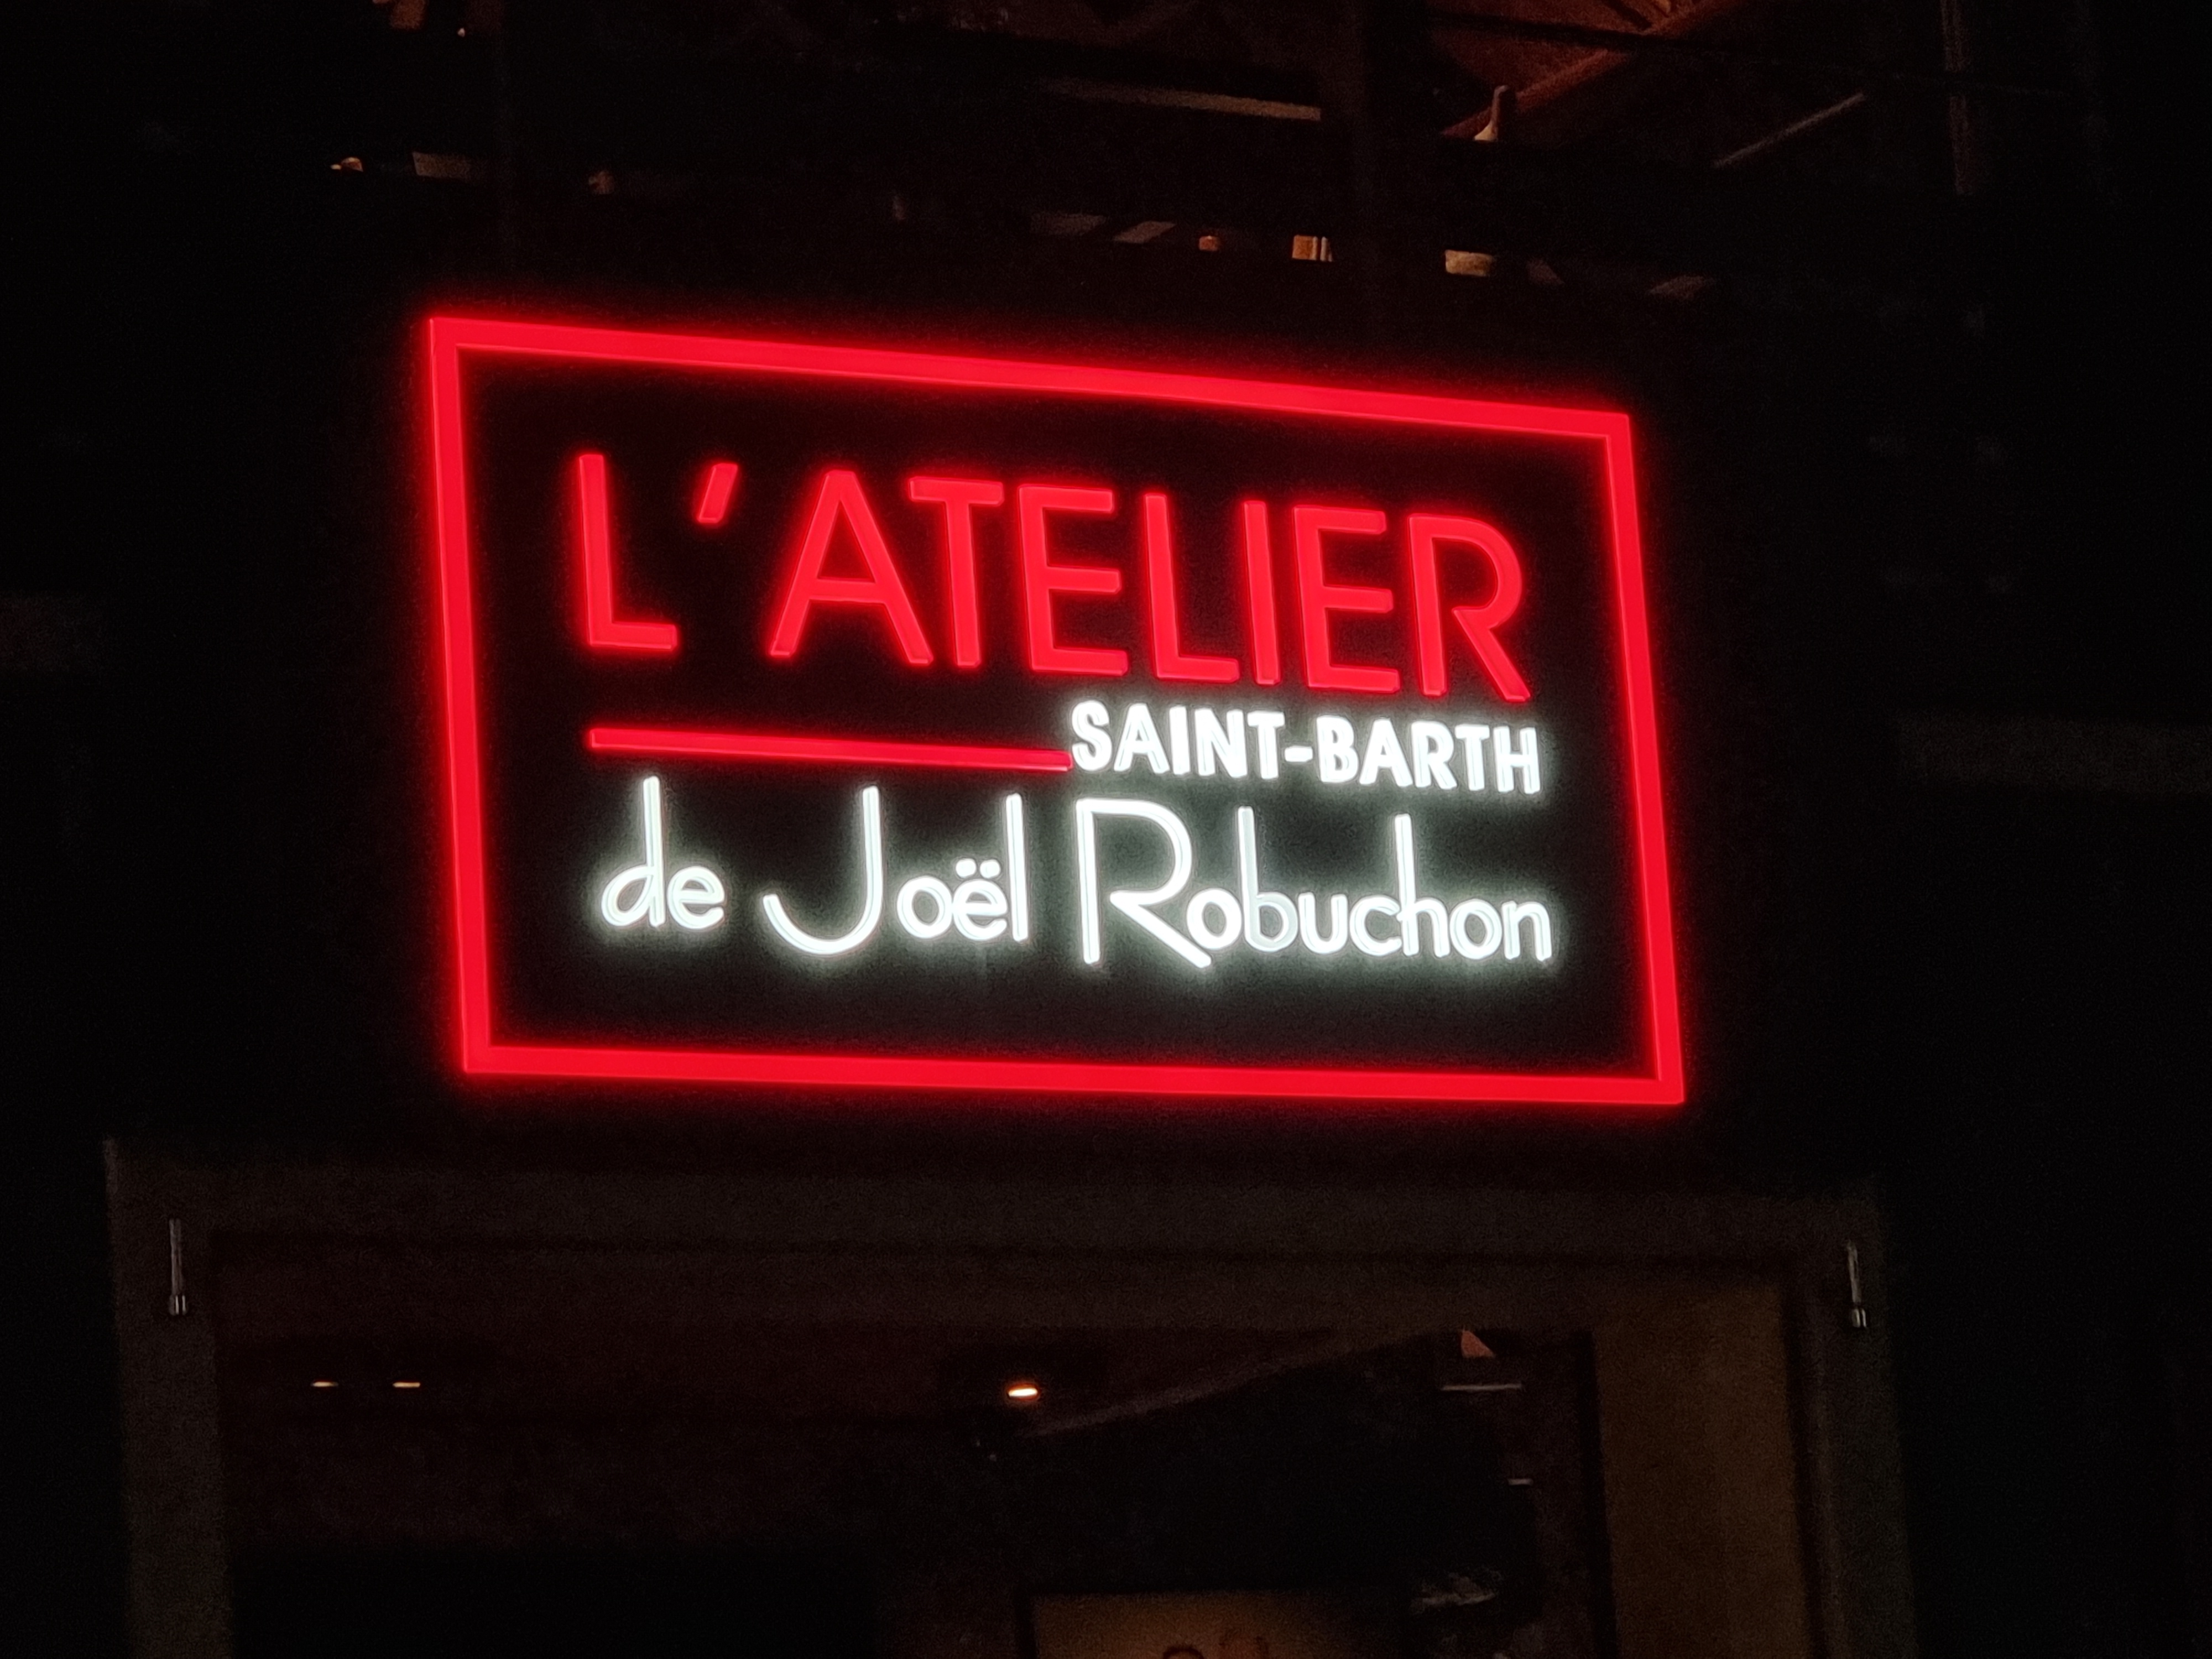 L'ATELIER
SAINT-BARTH
de Joël Robuchon